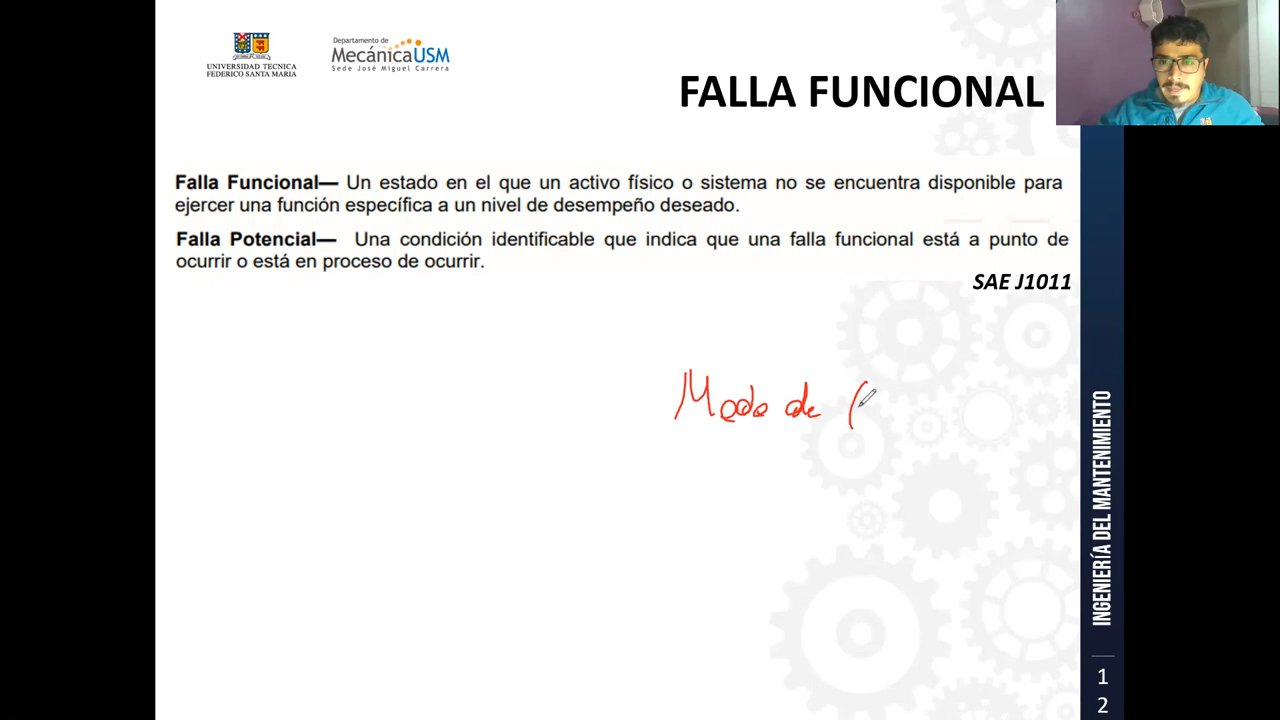 UNIVERSIDAD TECNICA
FEDERICO SANTA MARIA
Departamento de
MecánicaUSM
Sede José Miguel Carrera
FALLA FUNCIONAL
Falla Funcional— Un estado en el que un activo físico o sistema no se encuentra disponible para
ejercer una función específica a un nivel de desempeño deseado.
Falla Potencial— Una condición identificable que indica que una falla funcional está a punto de
ocurrir o está en proceso de ocurrir.
SAE J1011
Modo de
INGENIERÍA DEL MANTENIMIENTO
1
2